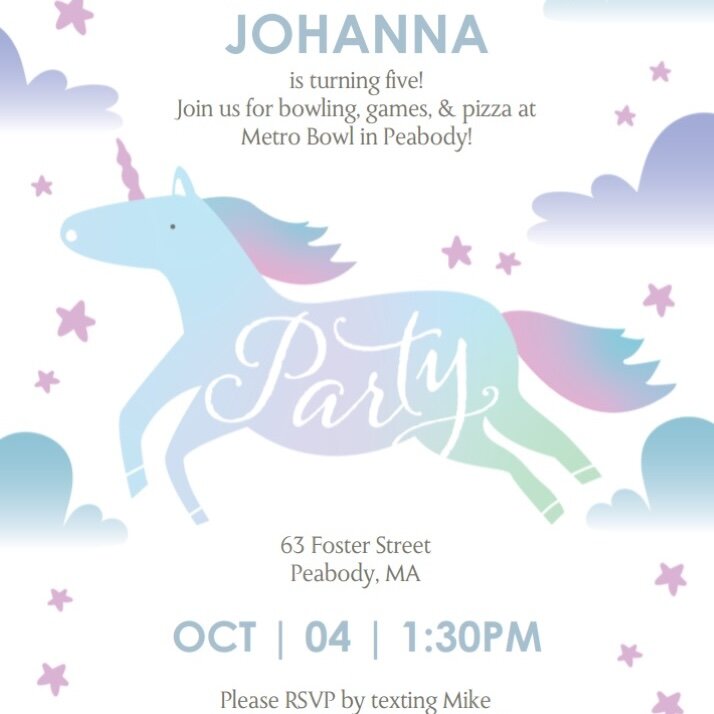 JOHANNA
is turning five!
Join us for bowling, games, & pizza at
Metro Bowl in Peabody!
Party
63 Foster Street
Peabody, MA
OCT | 04 | 1:30PM
Please RSVP by texting Mike